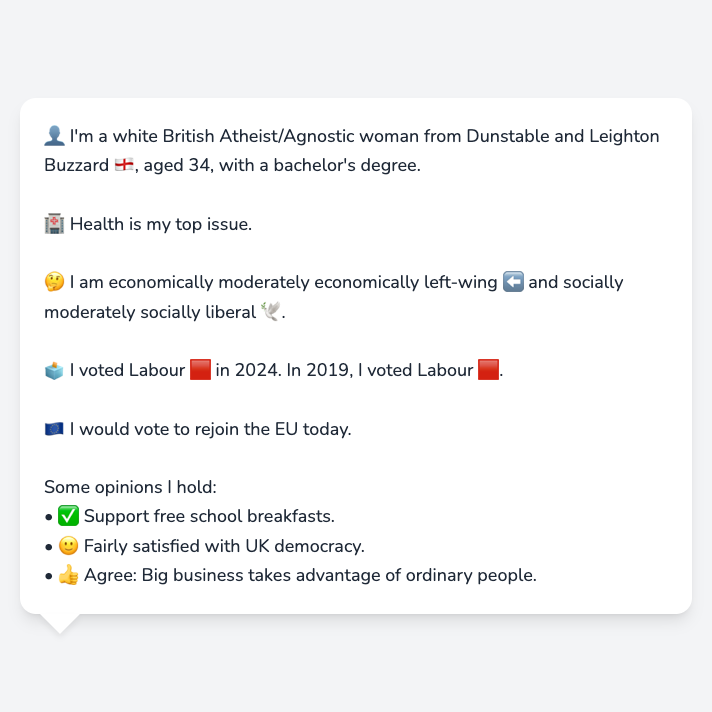 👤 I'm a white British Atheist/Agnostic woman from Dunstable and Leighton
Buzzard 🏴󠁧󠁢󠁥󠁮󠁧󠁿, aged 34, with a bachelor's degree.
🏥 Health is my top issue.
🤔 I am economically moderately economically left-wing ⬅️ and socially
moderately socially liberal 🕊️.
🗳️ I voted Labour 🟥 in 2024. In 2019, I voted Labour 🟥.
🇪🇺 I would vote to rejoin the EU today.
Some opinions I hold:
• ✅ Support free school breakfasts.
• 🙂 Fairly satisfied with UK democracy.
• 👍 Agree: Big business takes advantage of ordinary people.